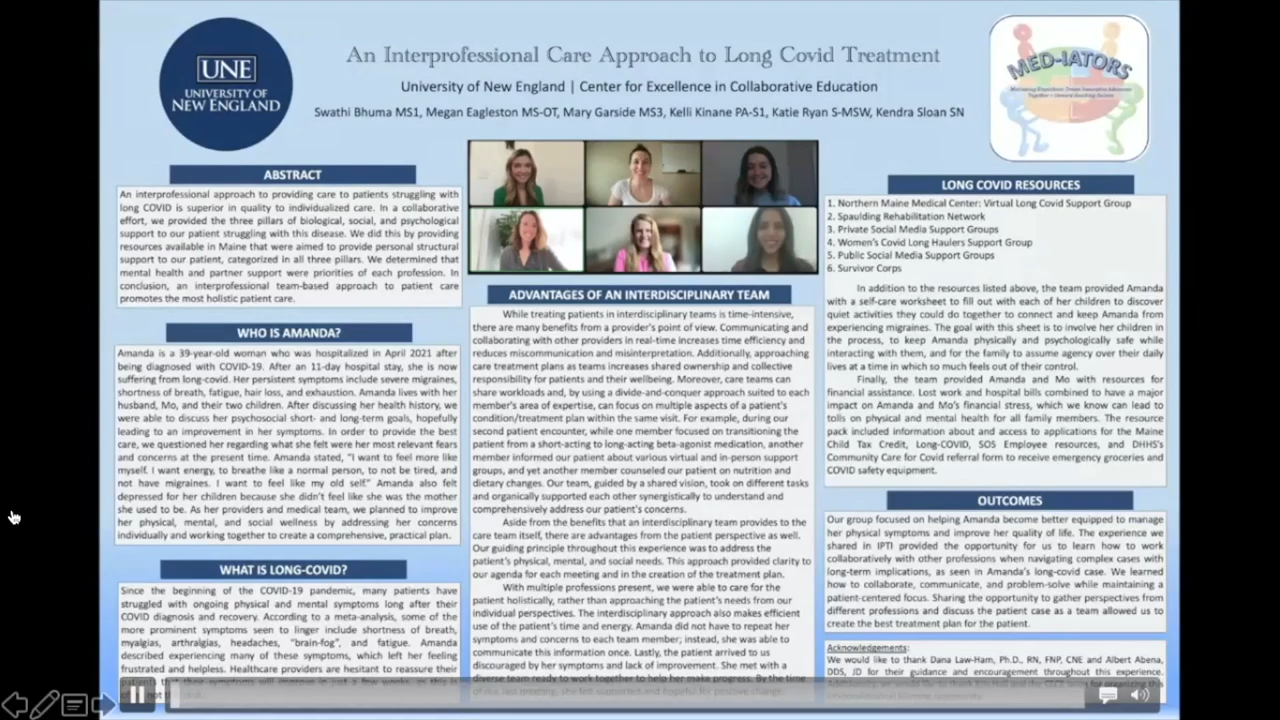 UNE
UNIVERSITY OF
NEW ENGLAND
An Interprofessional Care Approach to Long Covid Treatment
University of New England | Center for Excellence in Collaborative Education
Swathi Bhuma MS1, Megan Eagleston MS-OT, Mary Garside MS3, Kelli Kinane PA-S1, Katie Ryan S-MSW, Kendra Sloan SN
MED-IATORS
ABSTRACT
An interprofessional approach to providing care to patients struggling with
long COVID is superior in quality to individualized care. In a collaborative
effort, we provided the three pillars of biological, social, and psychological
support to our patient struggling with this disease. We did this by providing
resources available in Maine that were aimed to provide personal structural
support to our patient, categorized in all three pillars. We determined that
mental health and partner support were priorities of each profession. In
conclusion, an interprofessional team-based approach to patient care
promotes the most holistic patient care.
WHO IS AMANDA?
Amanda is a 39-year-old woman who was hospitalized in April 2021 after
being diagnosed with COVID-19. After an 11-day hospital stay, she is now
suffering from long-covid. Her persistent symptoms include severe migraines,
shortness of breath, fatigue, hair loss, and exhaustion. Amanda lives with her
husband, Mo, and their two children. After discussing her health history, we
were able to discuss her psychosocial short- and long-term goals, hopefully
leading to an improvement in her symptoms. In order to provide the best
care, we questioned her regarding what she felt were her most relevant fears
and concerns at the present time. Amanda stated, "I want to feel more like
myself. I want energy, to breathe like a normal person, to not be tired, and
not have migraines. I want to feel like my old self." Amanda also felt
depressed for her children because she didn't feel like she was the mother
she used to be. As her providers and medical team, we planned to improve
her physical, mental, and social wellness by addressing her concerns
individually and working together to create a comprehensive, practical plan.
WHAT IS LONG-COVID?
Since the beginning of the COVID-19 pandemic, many patients have
struggled with ongoing physical and mental symptoms long after their
COVID diagnosis and recovery. According to a meta-analysis, some of the
more prominent symptoms seen to linger include shortness of breath,
myalgias, arthralgias, headaches, "brain-fog", and fatigue. Amanda
described experiencing many of these symptoms, which left her feeling
frustrated and helpless. Healthcare providers are hesitant to reassure their
patients that their symptoms will improve in just a few weeks, as this is
not
ADVANTAGES OF AN INTERDISCIPLINARY TEAM
While treating patients in interdisciplinary teams is time-intensive,
there are many benefits from a provider's point of view. Communicating and
collaborating with other providers in real-time increases time efficiency and
reduces miscommunication and misinterpretation. Additionally, approaching
care treatment plans as teams increases shared ownership and collective
responsibility for patients and their wellbeing. Moreover, care teams can
share workloads and, by using a divide-and-conquer approach suited to each
member's area of expertise, can focus on multiple aspects of a patient's
condition/treatment plan within the same visit. For example, during our
second patient encounter, while one member focused on transitioning the
patient from a short-acting to long-acting beta-agonist medication, another
member informed our patient about various virtual and in-person support
groups, and yet another member counseled our patient on nutrition and
dietary changes. Our team, guided by a shared vision, took on different tasks
and organically supported each other synergistically to understand and
comprehensively address our patient's concerns.
Aside from the benefits that an interdisciplinary team provides to the
care team itself, there are advantages from the patient perspective as well.
Our guiding principle throughout this experience was to address the
patient's physical, mental, and social needs. This approach provided clarity to
our agenda for each meeting and in the creation of the treatment plan.
With multiple professions present, we were able to care for the
patient holistically, rather than approaching the patient's needs from our
individual perspectives. The interdisciplinary approach also makes efficient
use of the patient's time and energy. Amanda did not have to repeat her
symptoms and concerns to each team member; instead, she was able to
communicate this information once. Lastly, the patient arrived to us
discouraged by her symptoms and lack of improvement. She met with a
diverse team ready to work together to help her make progress. By the time
of our last meeting, she felt supported and hopeful for positive change.
LONG COVID RESOURCES
1. Northern Maine Medical Center: Virtual Long Covid Support Group
2. Spaulding Rehabilitation Network
3. Private Social Media Support Groups
4. Women's Covid Long Haulers Support Group
5. Public Social Media Support Groups
6. Survivor Corps
In addition to the resources listed above, the team provided Amanda
with a self-care worksheet to fill out with each of her children to discover
quiet activities they could do together to connect and keep Amanda from
experiencing migraines. The goal with this sheet is to involve her children in
the process, to keep Amanda physically and psychologically safe while
interacting with them, and for the family to assume agency over their daily
lives at a time in which so much feels out of their control.
Finally, the team provided Amanda and Mo with resources for
financial assistance. Lost work and hospital bills combined to have a major
impact on Amanda and Mo's financial stress, which we know can lead to
tolls on physical and mental health for all family members. The resource
pack included information about and access to applications for the Maine
Child Tax Credit, Long-COVID, SOS Employee resources, and DHHS's
Community Care for Covid referral form to receive emergency groceries and
COVID safety equipment.
OUTCOMES
Our group focused on helping Amanda become better equipped to manage
her physical symptoms and improve her quality of life. The experience we
shared in IPTI provided the opportunity for us to learn how to work
collaboratively with other professions when navigating complex cases with
long-term implications, as seen in Amanda's long-covid case. We learned
how to collaborate, communicate, and problem-solve while maintaining a
patient-centered focus. Sharing the opportunity to gather perspectives from
different professions and discuss the patient case as a team allowed us to
create the best treatment plan for the patient.
Acknowledgements:
We would like to thank Dana Law-Ham, Ph.D., RN, FNP, CNE and Albert Abena,
DDS, JD for their guidance and encouragement throughout this experience.